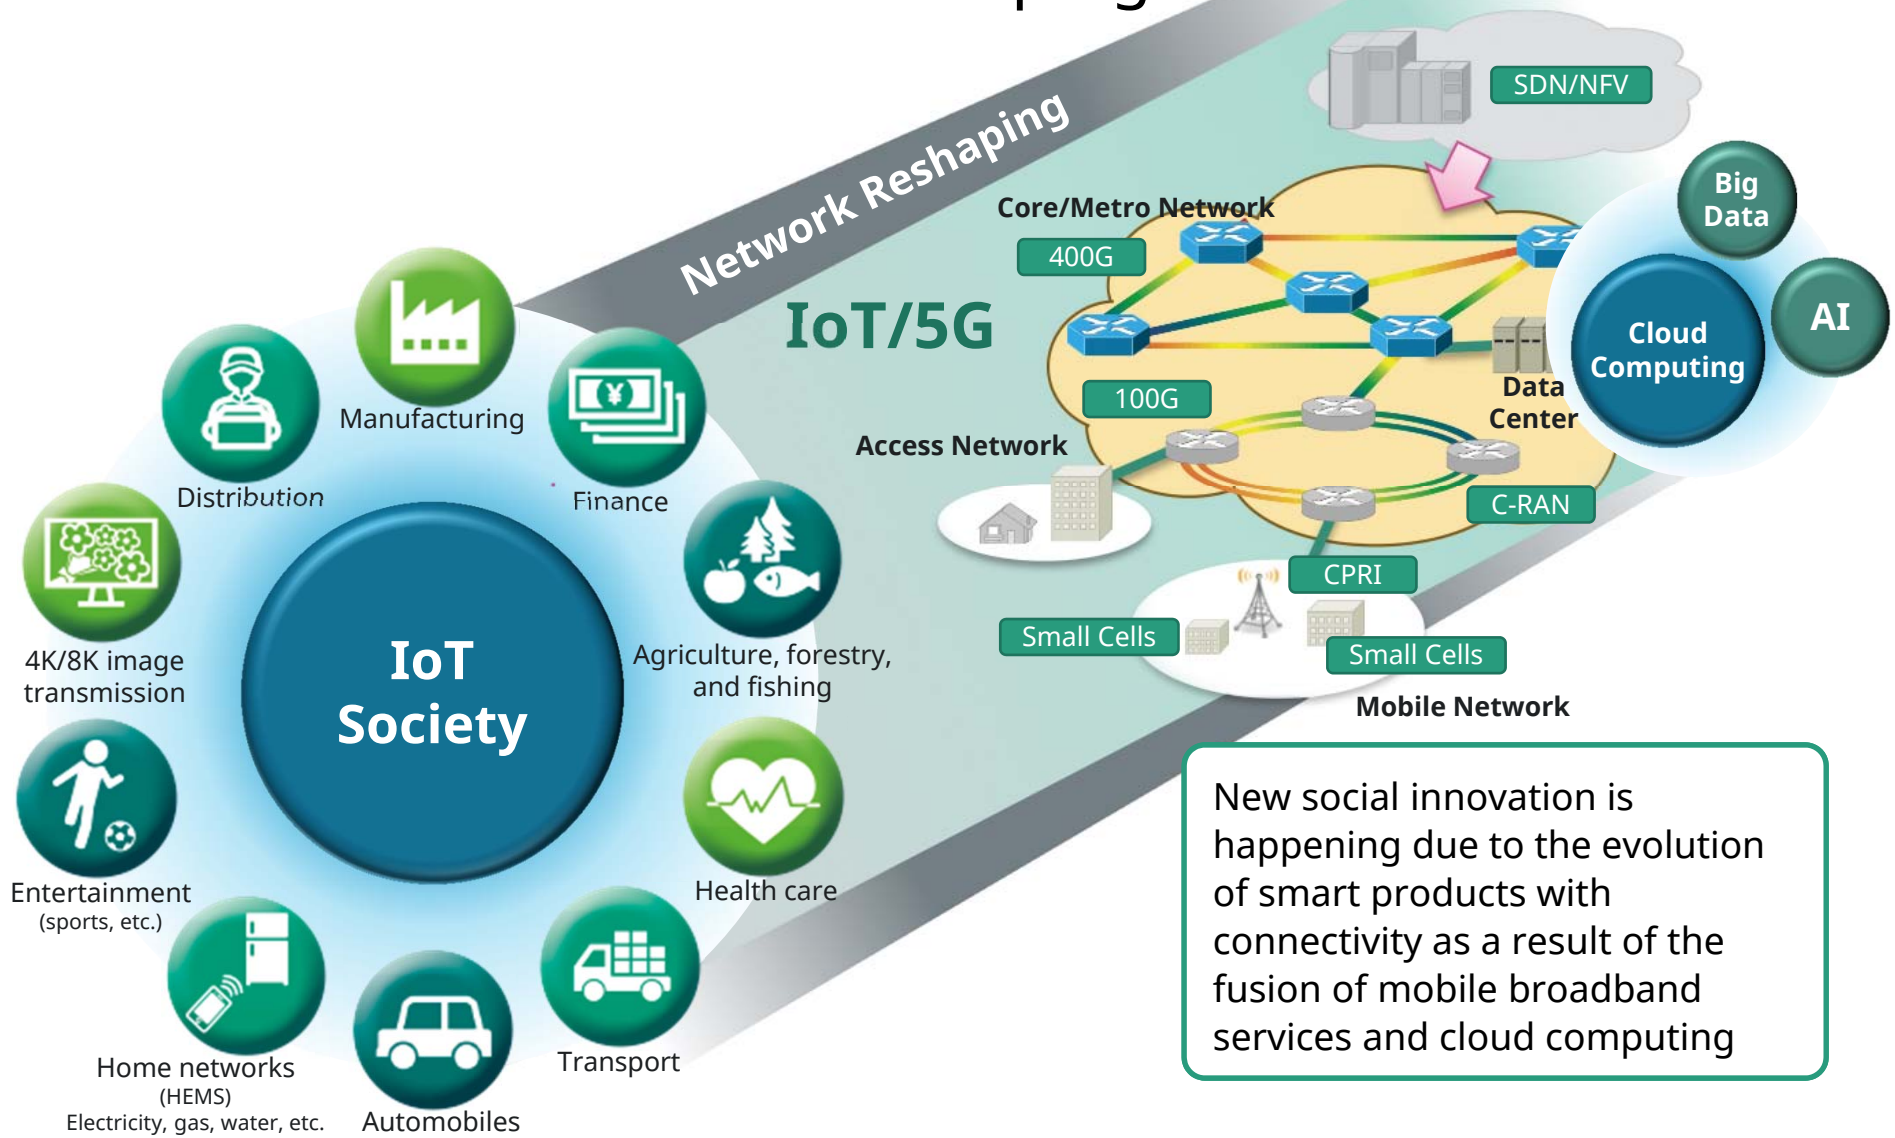 SDN/NFV
Network Reshaping
Big
Data
Core/Metro Network
400G
AI
IoT/5G
Cloud
Computing
Data
Center
100G
Access Network
C-RAN
CPRI
Small Cells
Small Cells
Mobile Network
Manufacturing
Distribution
Finance
¥
4K/8K image
transmission
IoT
Society
Agriculture, forestry,
and fishing
Entertainment
(sports, etc.)
Health care
Home networks
(HEMS)
Electricity, gas, water, etc.
Automobiles
Transport
New social innovation is
happening due to the evolution
of smart products with
connectivity as a result of the
fusion of mobile broadband
services and cloud computing